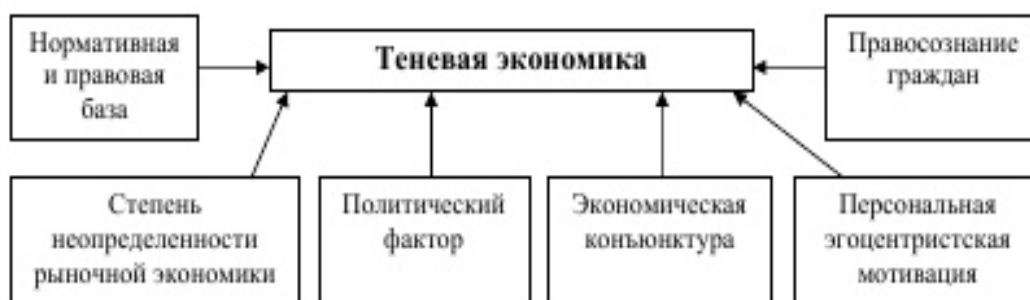 Нормативная
и правовая
база
Теневая экономика
Правосознание
граждан
Степень
неопределенности
рыночной экономики
Политический
фактор
Экономическая
конъюнктура
Персональная
эгоцентристская
мотивация